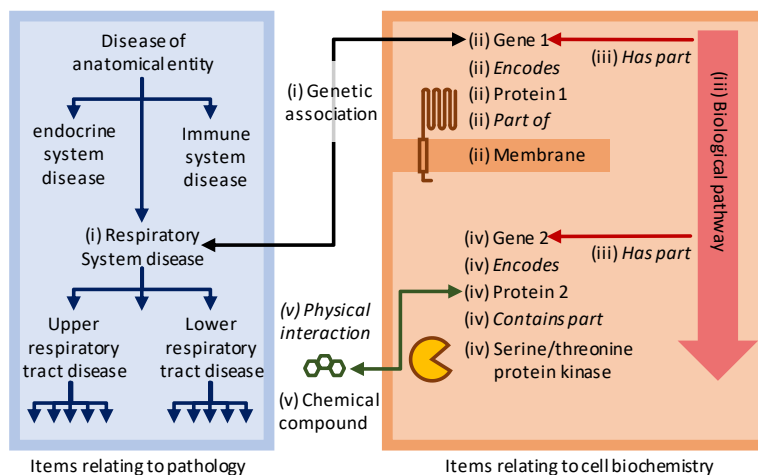 Disease of
anatomical entity
endocrine
system
disease
Immune
system
disease
(i) Respiratory
System disease
Upper
respiratory
tract disease
Lower
respiratory
tract disease
Items relating to pathology
(i) Genetic
association
(v) Physical
interaction
(v) Chemical
compound
(ii) Gene 1
(ii) Encodes
(ii) Protein 1
(ii) Part of
(ii) Membrane
(iii) Has part
(iv) Gene 2
(iv) Encodes
(iv) Protein 2
(iv) Contains part
(iv) Serine/threonine
protein kinase
(iii) Has part
(iii) Biological pathway
Items relating to cell biochemistry